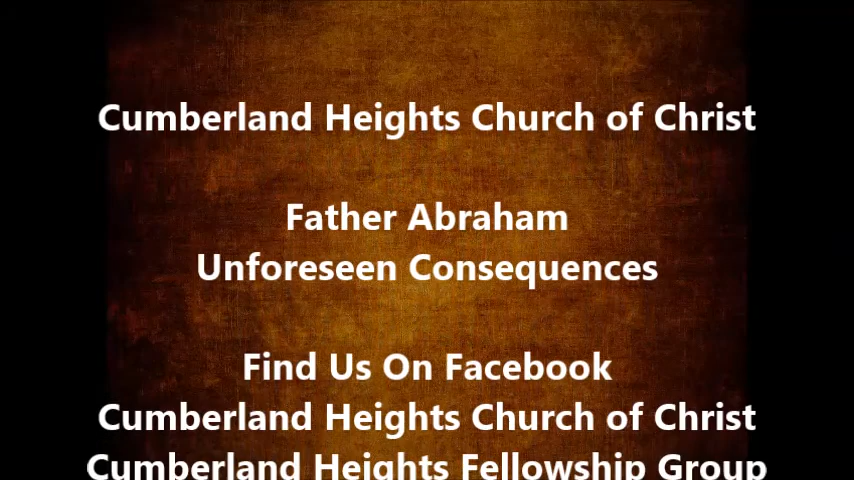 Cumberland Heights Church of Christ
Father Abraham
Unforeseen Consequences
Find Us On Facebook
Cumberland Heights Church of Christ
Cumberland Heights Fellowship Group